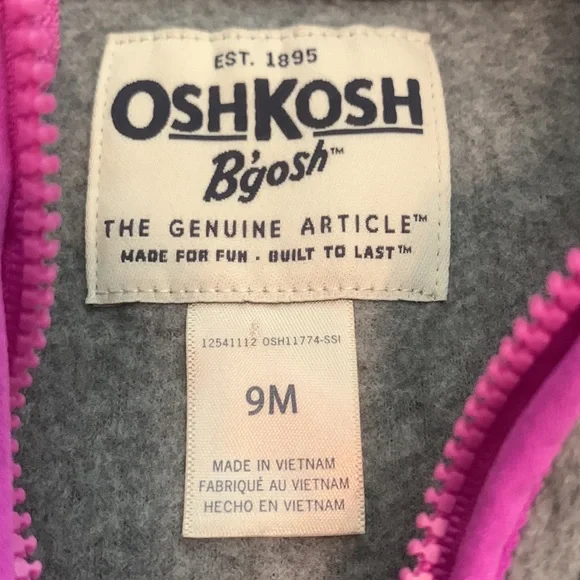 EST. 1895
OSHKOSH
B'gosh™
THE GENUINE ARTICLE™
MADE FOR FUN · BUILT TO LAST™
12541112 OSH11774-SSI
9M
MADE IN VIETNAM
FABRIQUÉ AU VIETNAM
HECHO EN VIETNAM